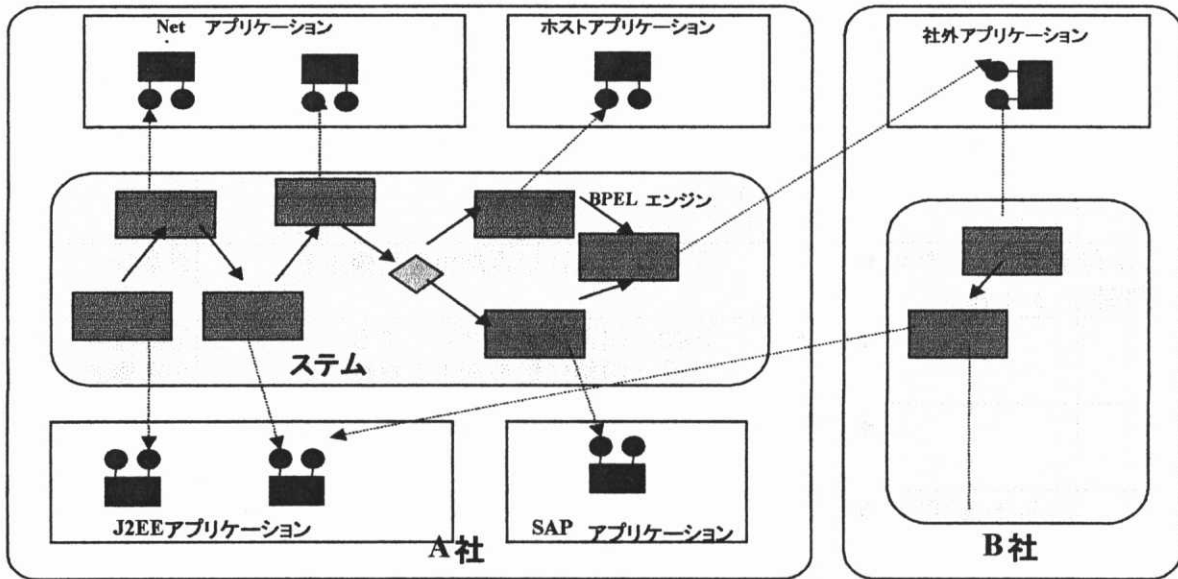 Net アプリケーション
ホストアプリケーション
社外アプリケーション
BPEL エンジン
ステム
J2EEアプリケーション
SAP アプリケーション
A社
B社